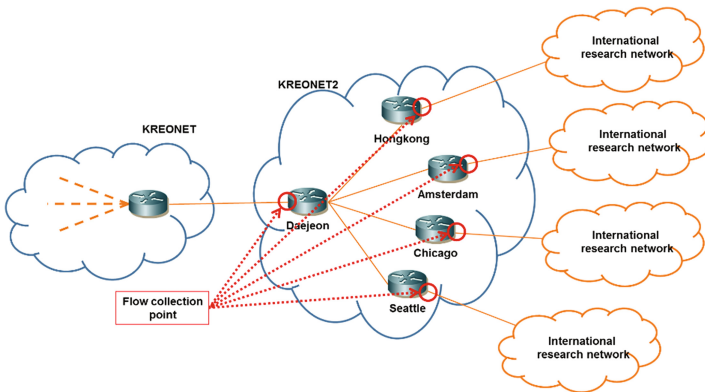 International
research network
KREONET2
KREONET
Hongkong
International
research network
Amsterdam
Daejeon
Chicago
International
research network
Flow collection
point
Seattle
International
research network